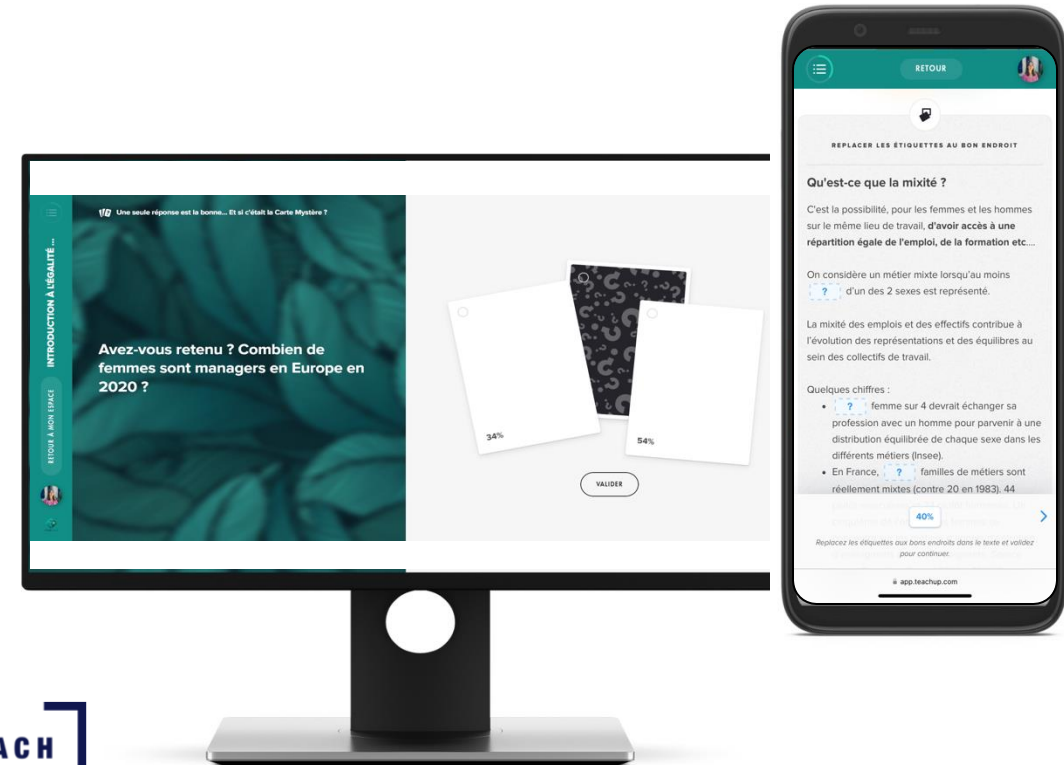 INTRODUCTION À L'ÉGALITÉ ...
RETOUR À MON ESPACE
Une seule réponse est la bonne... Et si c'était la Carte Mystère ?
Avez-vous retenu ? Combien de
femmes sont managers en Europe en
2020 ?
34%
54%
VALIDER
RETOUR
REPLACER LES ÉTIQUETTES AU BON ENDROIT
Qu'est-ce que la mixité ?
C'est la possibilité, pour les femmes et les hommes
sur le même lieu de travail, d'avoir accès à une
répartition égale de l'emploi, de la formation etc....
On considère un métier mixte lorsqu'au moins
? d'un des 2 sexes est représenté.
La mixité des emplois et des effectifs contribue à
l'évolution des représentations et des équilibres au
sein des collectifs de travail.
Quelques chiffres :
• ? femme sur 4 devrait échanger sa
profession avec un homme pour parvenir à une
distribution équilibrée de chaque sexe dans les
différents métiers (Insee).
• En France, ? familles de métiers sont
réellement mixtes (contre 20 en 1983). 44
40%
Replacez les étiquettes aux bons endroits dans le texte et validez
pour continuer.
app.teachup.com
ACH